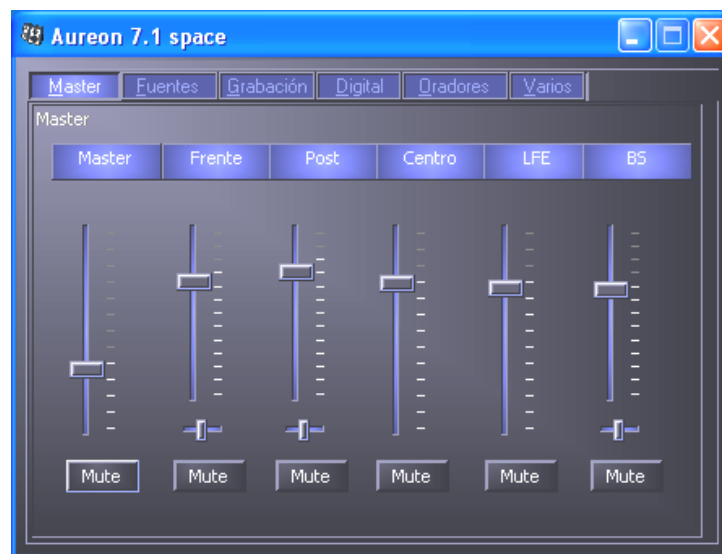 Aureon 7.1 space
Master Fuentes Grabación Digital Oradores Varios
Master
Master Frente Post Centro LFE BS
Mute Mute Mute Mute Mute Mute